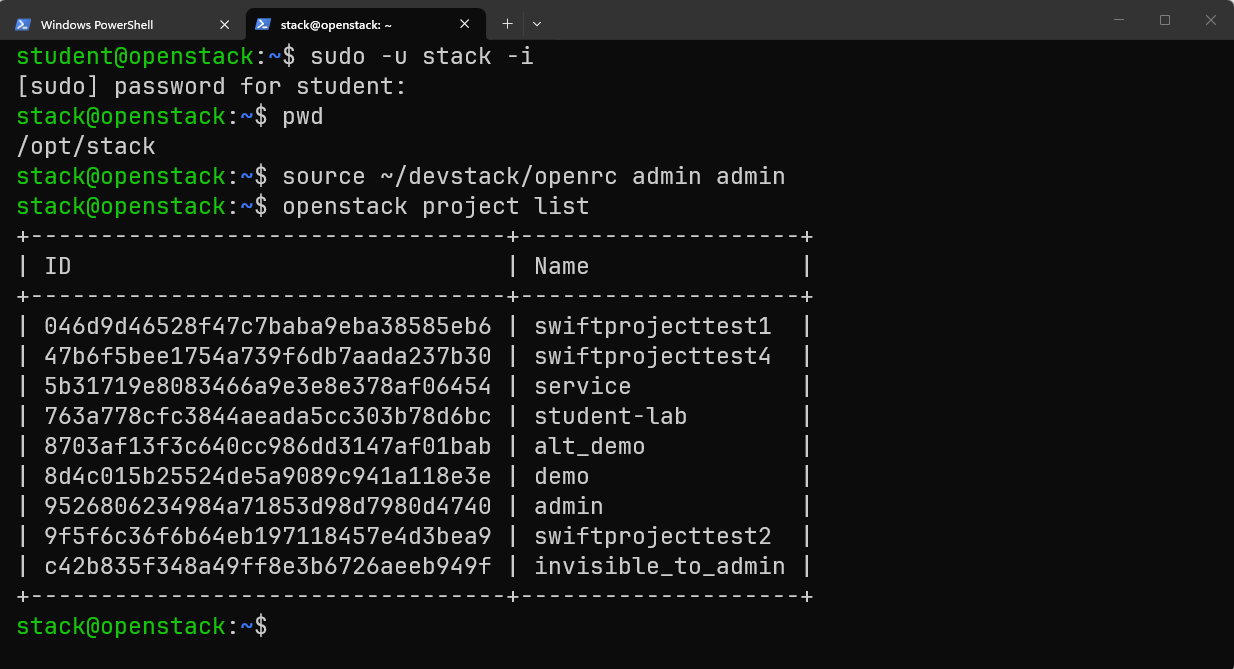 Windows PowerShell
stack@openstack: ~
student@openstack:~$ sudo -u stack -i
[sudo] password for student:
stack@openstack:~$ pwd
/opt/stack
stack@openstack:~$ source ~/devstack/openrc admin admin
stack@openstack:~$ openstack project list
+----------------------------------+--------------------+
| ID                               | Name               |
+----------------------------------+--------------------+
| 046d9d46528f47c7baba9eba38585eb6 | swiftprojecttest1  |
| 47b6f5bee1754a739f6db7aada237b30 | swiftprojecttest4  |
| 5b31719e8083466a9e3e8e378af06454 | service            |
| 763a778cfc3844aeada5cc303b78d6bc | student-lab        |
| 8703af13f3c640cc986dd3147af01bab | alt_demo           |
| 8d4c015b25524de5a9089c941a118e3e | demo               |
| 9526806234984a71853d98d7980d4740 | admin              |
| 9f5f6c36f6b64eb197118457e4d3bea9 | swiftprojecttest2  |
| c42b835f348a49ff8e3b6726aeeb949f | invisible_to_admin |
+----------------------------------+--------------------+
stack@openstack:~$